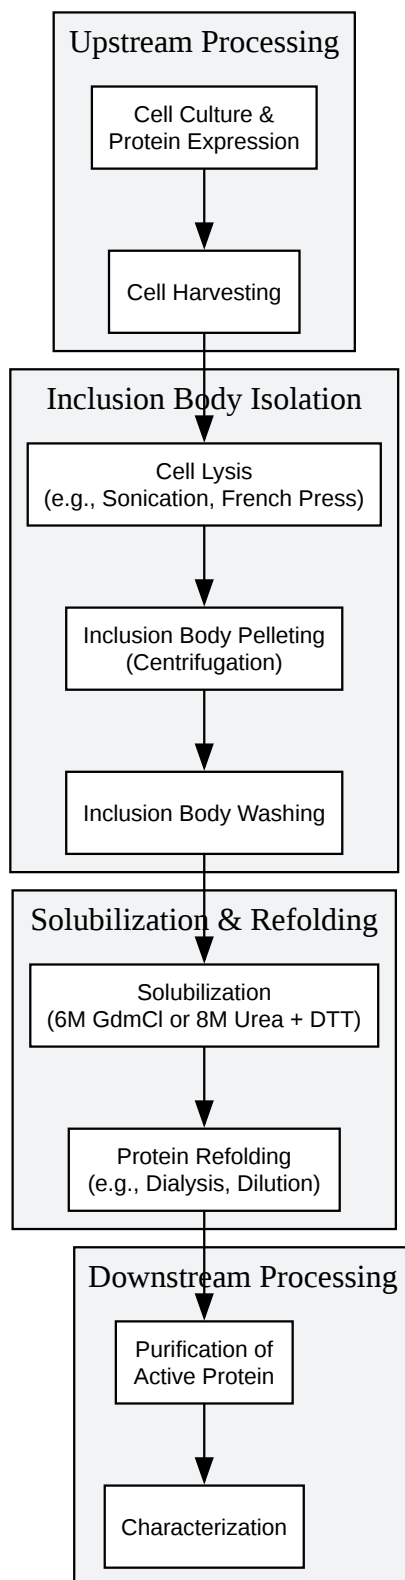 Upstream Processing
Cell Culture &
Protein Expression
Cell Harvesting
Inclusion Body Isolation
Cell Lysis
(e.g., Sonication, French Press)
Inclusion Body Pelleting
(Centrifugation)
Inclusion Body Washing
Solubilization & Refolding
Solubilization
(6M GdmCl or 8M Urea + DTT)
Protein Refolding
(e.g., Dialysis, Dilution)
Downstream Processing
Purification of
Active Protein
Characterization